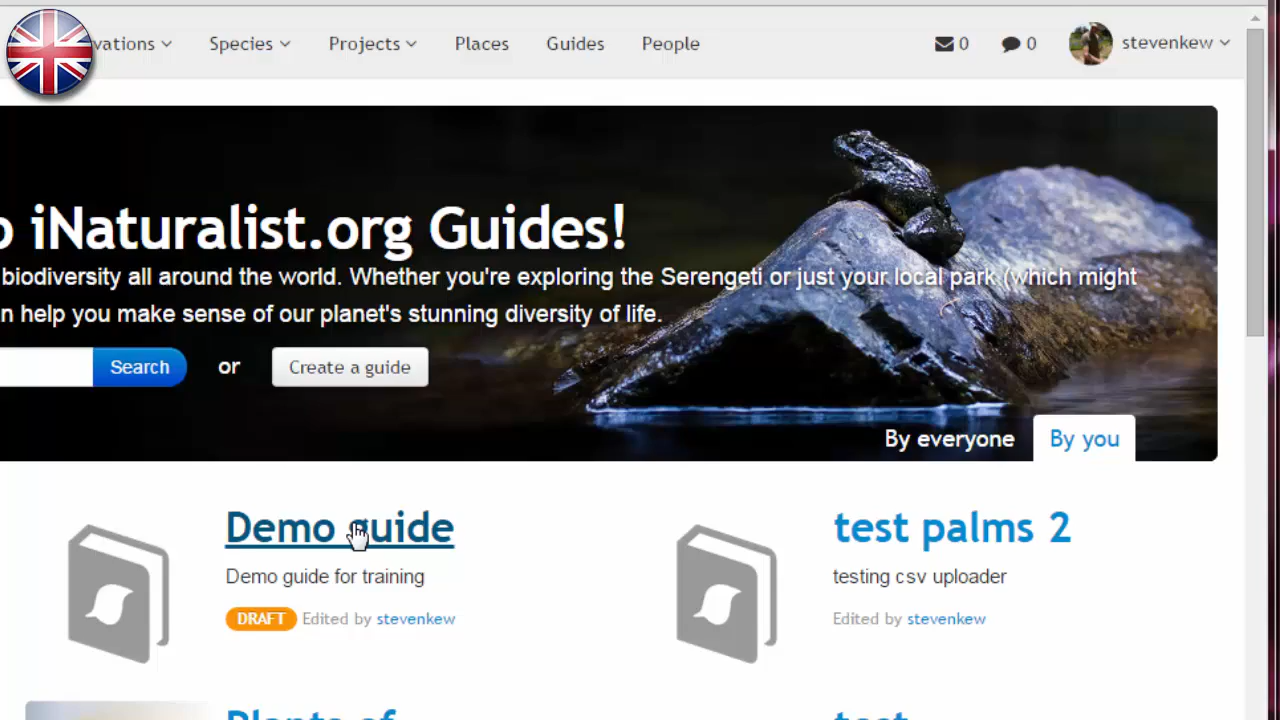 vations Species Projects Places Guides People 0 0 stevenkew
iNaturalist.org Guides!
biodiversity all around the world. Whether you're exploring the Serengeti or just your local park (which might
help you make sense of our planet's stunning diversity of life.
Search or Create a guide
By everyone By you
Demo guide
Demo guide for training
DRAFT Edited by stevenkew
test palms 2
testing csv uploader
Edited by stevenkew
Plants of
test